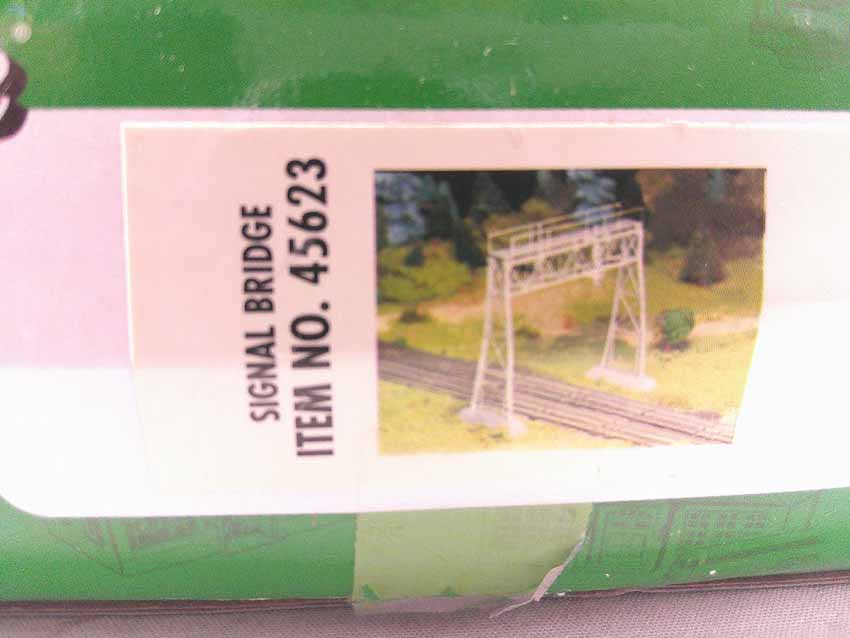 SIGNAL BRIDGE
ITEM NO. 45623